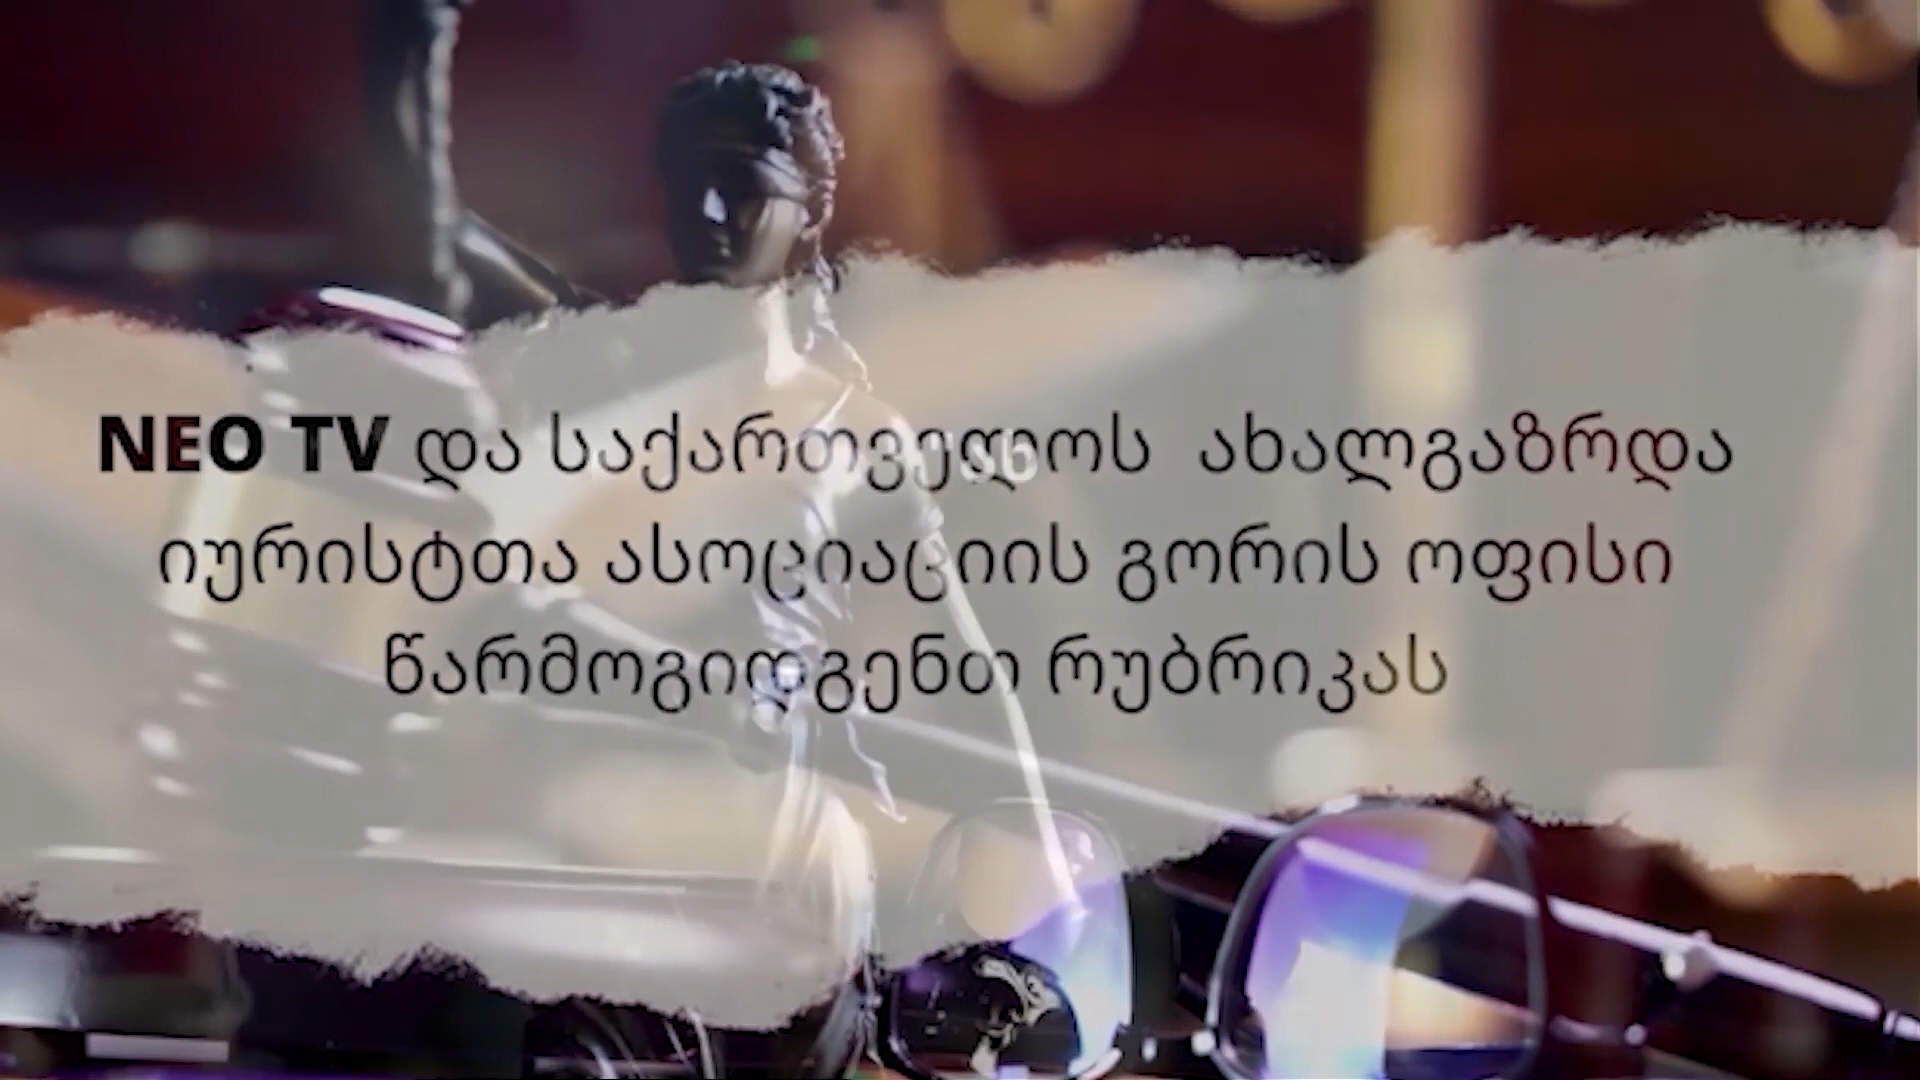 NEO TV და საქართველოს ახალგაზრდა
იურისტთა ასოციაციის გორის ოფისი
წარმოგიდგენთ რუბრიკას